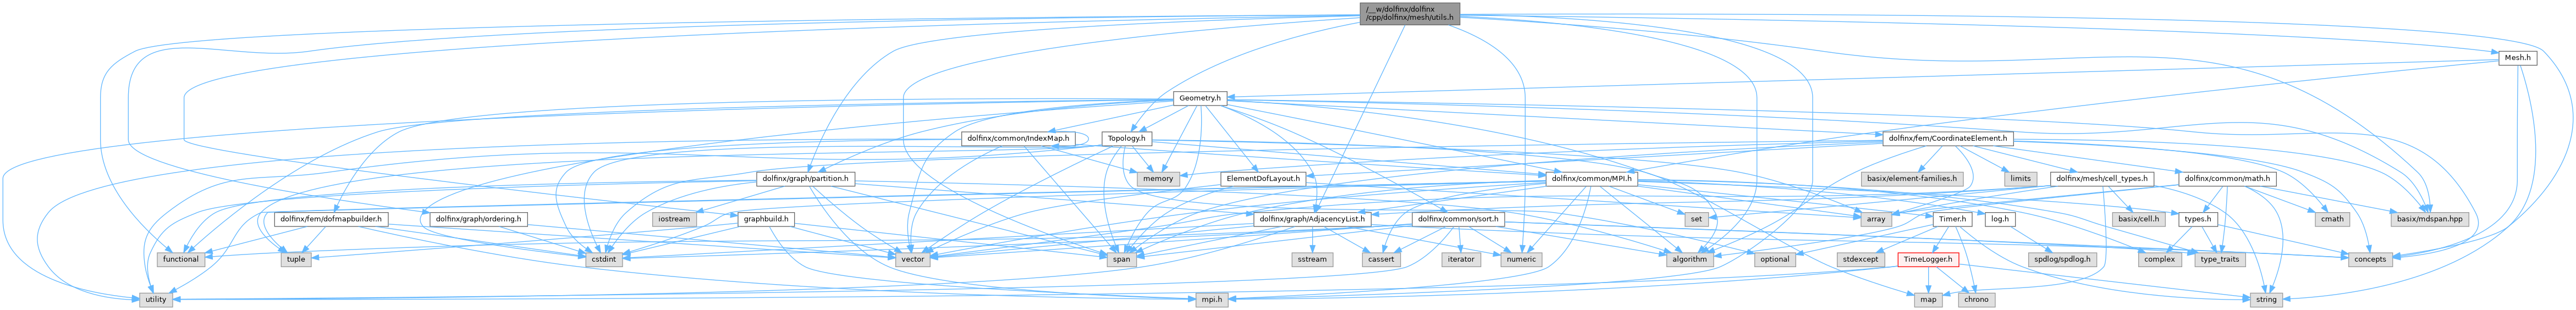 /__w/dolfinx/dolfinx
/cpp/dolfinx/mesh/utils.h
Mesh.h
Geometry.h
dolfinx/common/IndexMap.h
Topology.h
dolfinx/fem/CoordinateElement.h
dolfinx/graph/partition.h
memory
ElementDofLayout.h
dolfinx/common/MPI.h
basix/element-families.h
limits
dolfinx/mesh/cell_types.h
dolfinx/common/math.h
dolfinx/fem/dofmapbuilder.h
dolfinx/graph/ordering.h
iostream
graphbuild.h
dolfinx/graph/AdjacencyList.h
dolfinx/common/sort.h
set
array
Timer.h
log.h
basix/cell.h
types.h
cmath
basix/mdspan.hpp
functional
tuple
cstdint
vector
span
sstream
cassert
iterator
numeric
algorithm
optional
stdexcept
TimeLogger.h
spdlog/spdlog.h
complex
type_traits
concepts
utility
mpi.h
map
chrono
string